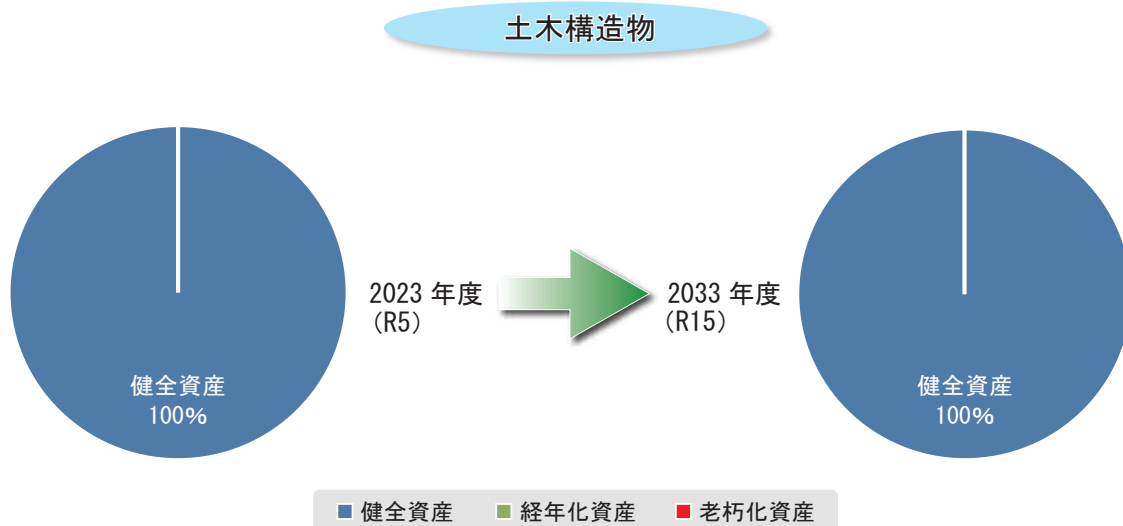 土木構造物
健全資産
100%
2023 年度
(R5)
2033 年度
(R15)
健全資産
100%
健全資産 経年化資産 老朽化資産